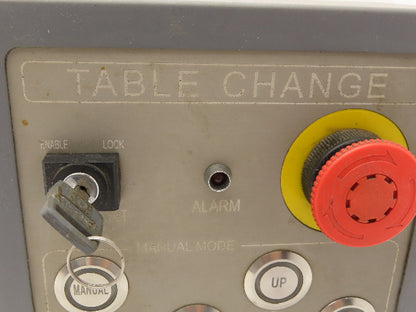 TABLE CHANGE
ENABLE LOCK
ALARM
MANUAL MODE
MANUAL UP